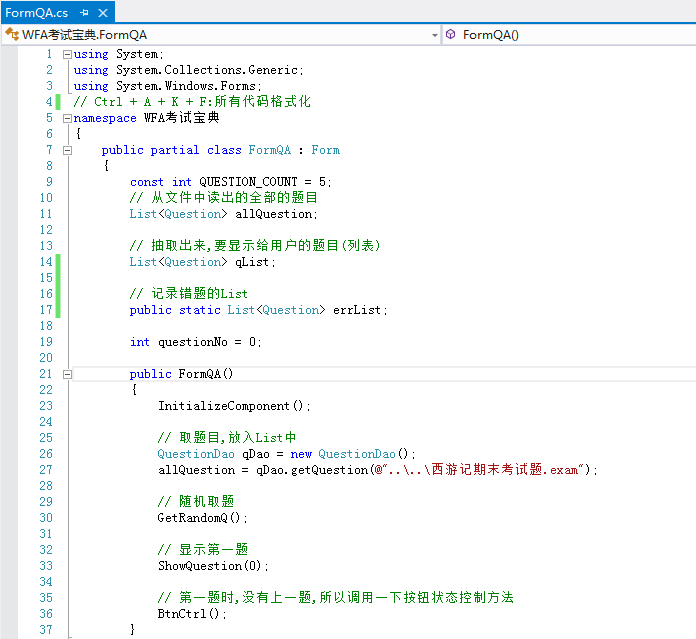 FormQA.cs
WFA考试宝典.FormQA FormQA()
1 using System;
2 using System.Collections.Generic;
3 using System.Windows.Forms;
4 // Ctrl + A + K + F:所有代码格式化
5 namespace WFA考试宝典
6 {
7 public partial class FormQA : Form
8 {
9 const int QUESTION_COUNT = 5;
10 // 从文件中读出的全部的题目
11 List<Question> allQuestion;
12
13 // 抽取出来,要显示给用户的题目(列表)
14 List<Question> qList;
15
16 // 记录错题的List
17 public static List<Question> errList;
18
19 int questionNo = 0;
20
21 public FormQA()
22 {
23 InitializeComponent();
24
25 // 取题目,放入List中
26 QuestionDao qDao = new QuestionDao();
27 allQuestion = qDao.getQuestion(@"..\..\西游记期末考试题.exam");
28
29 // 随机取题
30 GetRandomQ();
31
32 // 显示第一题
33 ShowQuestion(0);
34
35 // 第一题时,没有上一题,所以调用一下按钮状态控制方法
36 BtnCtrl();
37 }